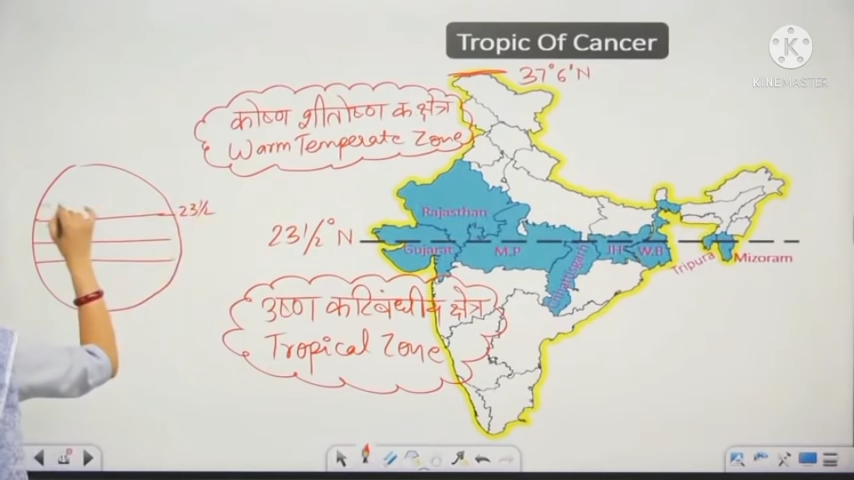 Tropic Of Cancer
K
KINEMASTER
37°6'N
कोष्ण शीतोष्ण क क्षेत्र
Warm Temperate Zone
23½
Rajasthan
23½° N
Gujarat
M.P
Chhattisgarh
JH
W.B
Tripura
Mizoram
उष्ण कटिबंधीय क्षेत्र
Tropical Zone